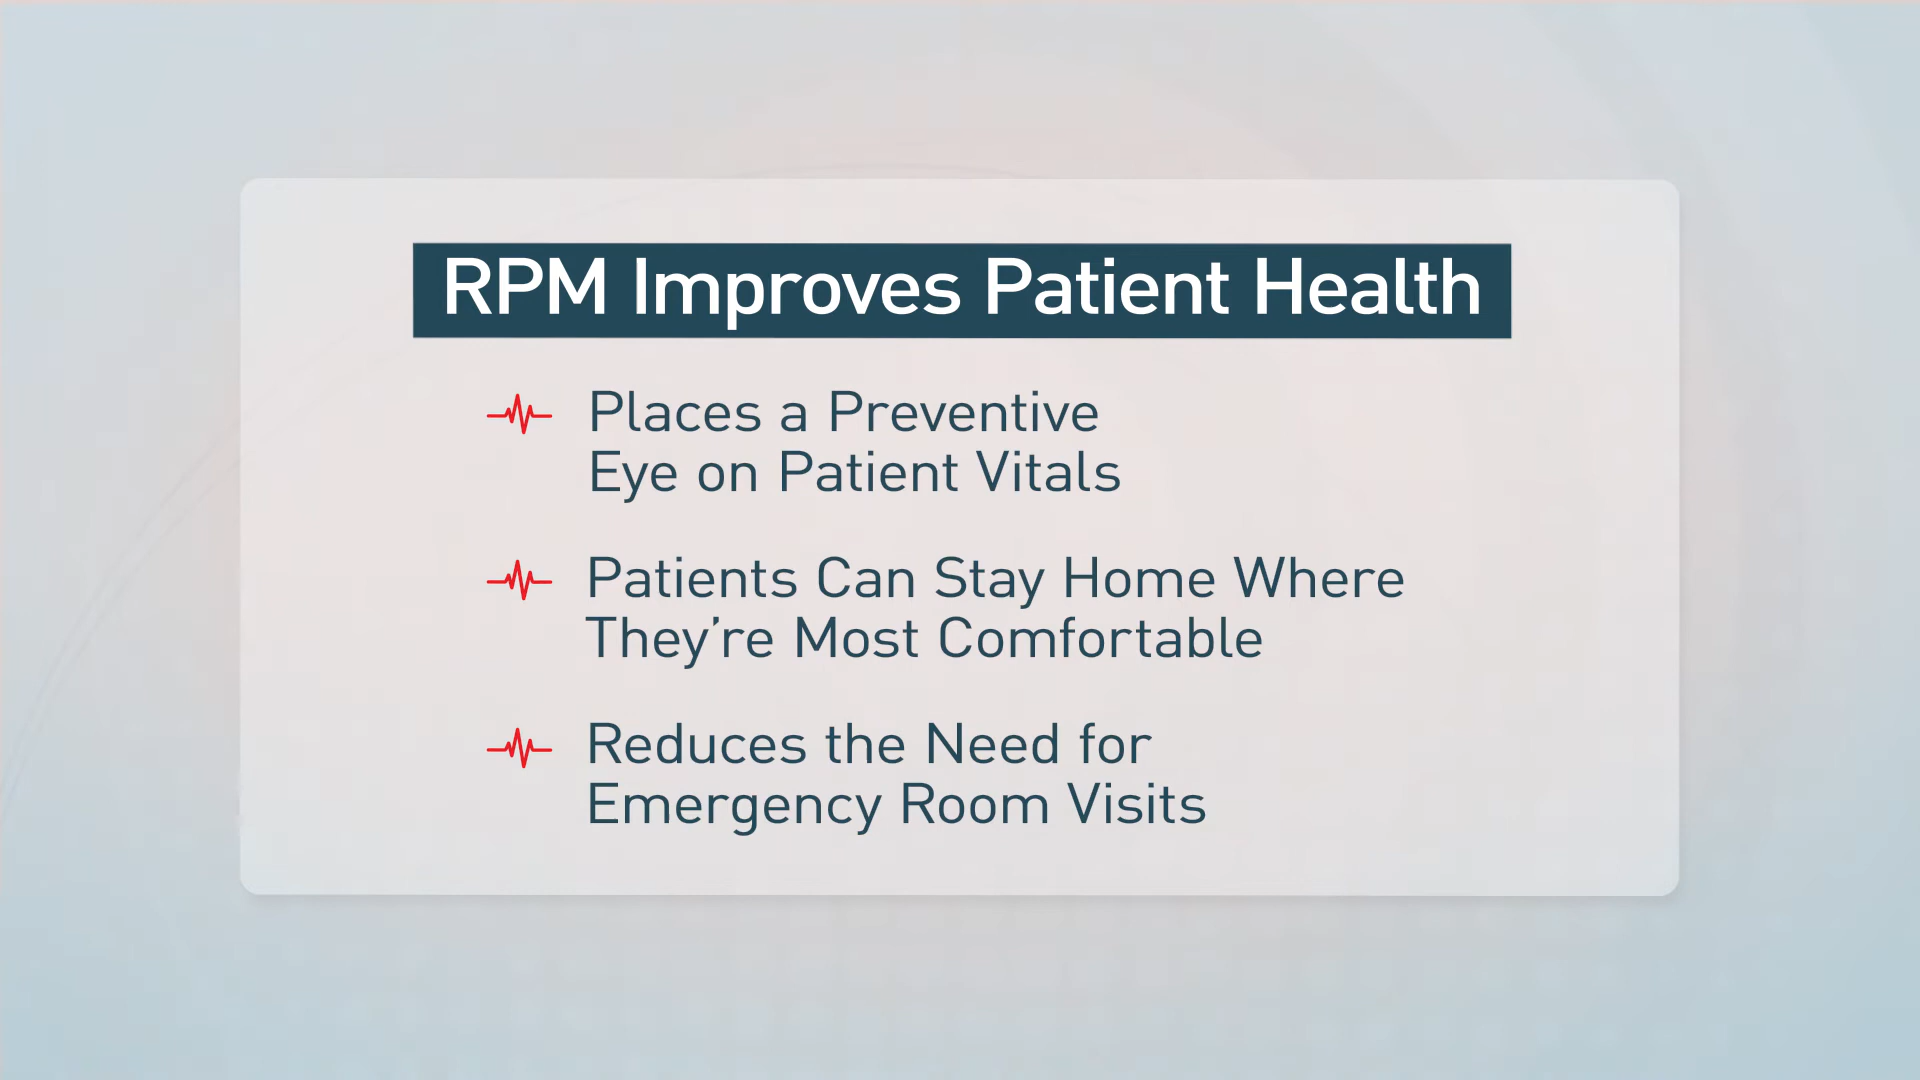 RPM Improves Patient Health
Places a Preventive
Eye on Patient Vitals
Patients Can Stay Home Where
They’re Most Comfortable
Reduces the Need for
Emergency Room Visits